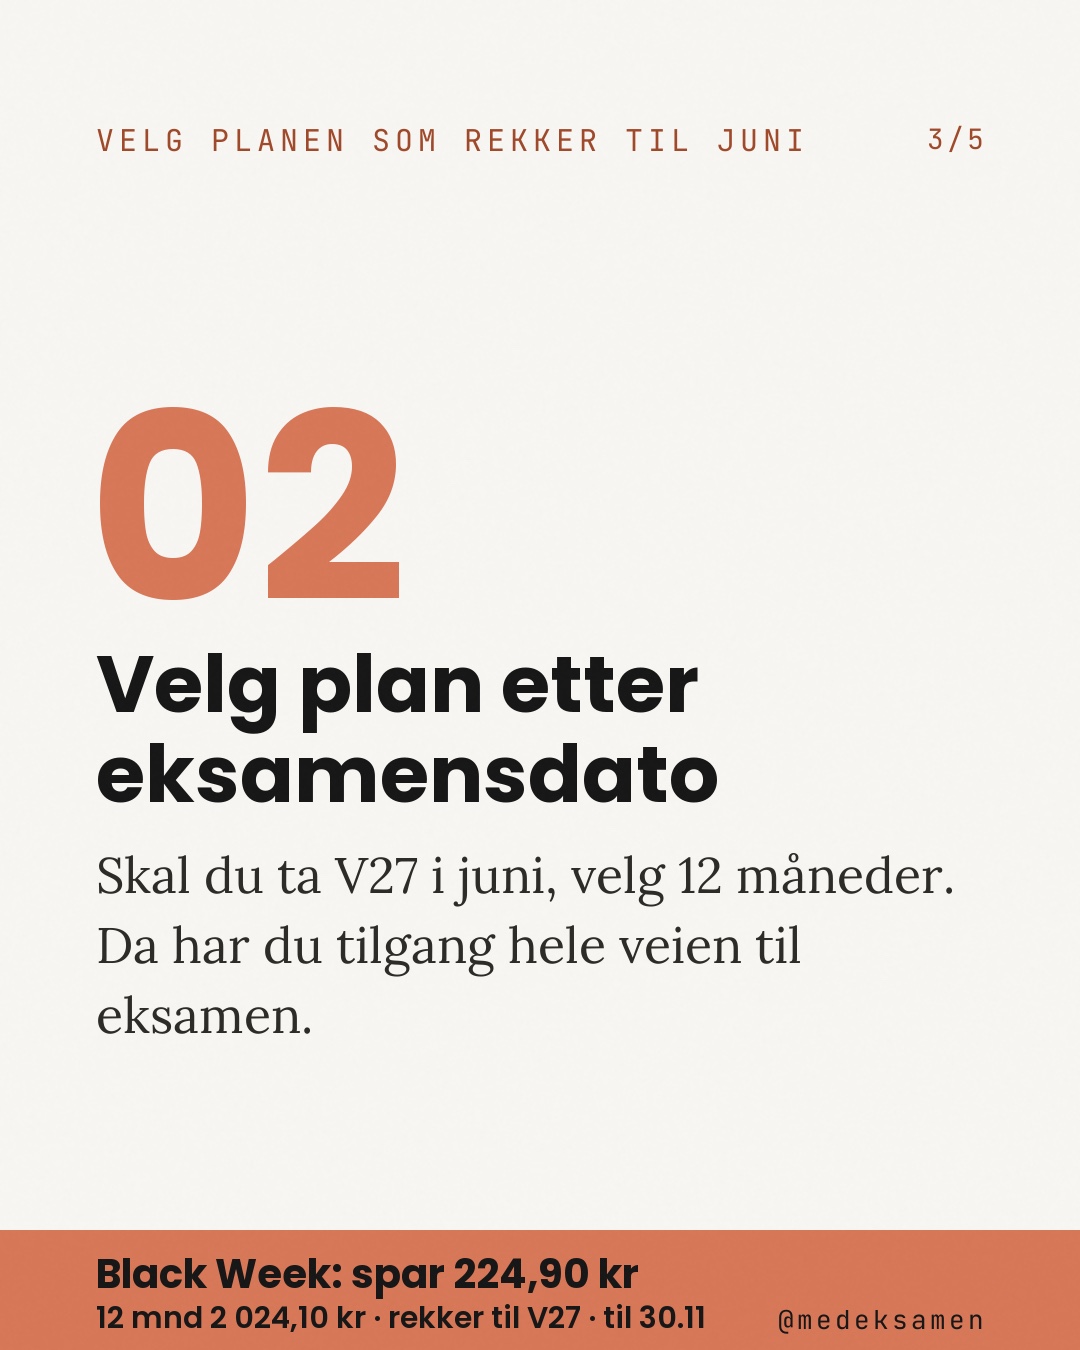 VELG PLANEN SOM REKKER TIL JUNI 3/5
02
Velg plan etter
eksamensdato
Skal du ta V27 i juni, velg 12 måneder.
Da har du tilgang hele veien til
eksamen.
Black Week: spar 224,90 kr
12 mnd 2 024,10 kr · rekker til V27 · til 30.11
@medeksamen